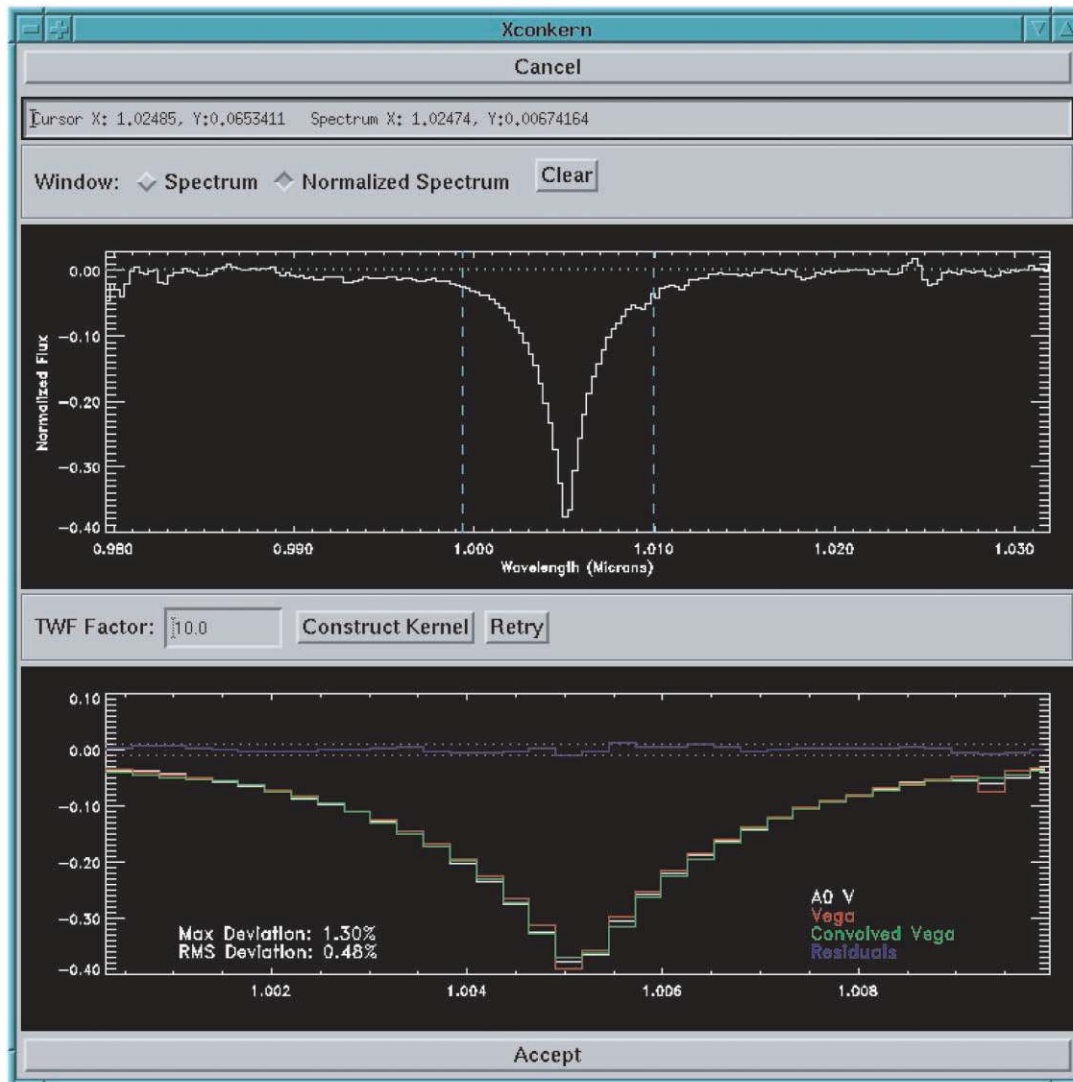 Xconkern
Cancel
Cursor X: 1.02485, Y:0.0653411 Spectrum X: 1.02474, Y:0.00674164
Window: Spectrum Normalized Spectrum Clear
0.00
-0.10
-0.20
-0.30
-0.40
Normalized Flux
0.980 0.990 1.000 1.010 1.020 1.030
Wavelength (Microns)
TWF Factor: 10.0 Construct Kernel Retry
0.10
0.00
-0.10
-0.20
-0.30
-0.40
Max Deviation: 1.30%
RMS Deviation: 0.48%
A0 V
Vega
Convolved Vega
Residuals
1.002 1.004 1.006 1.008
Accept